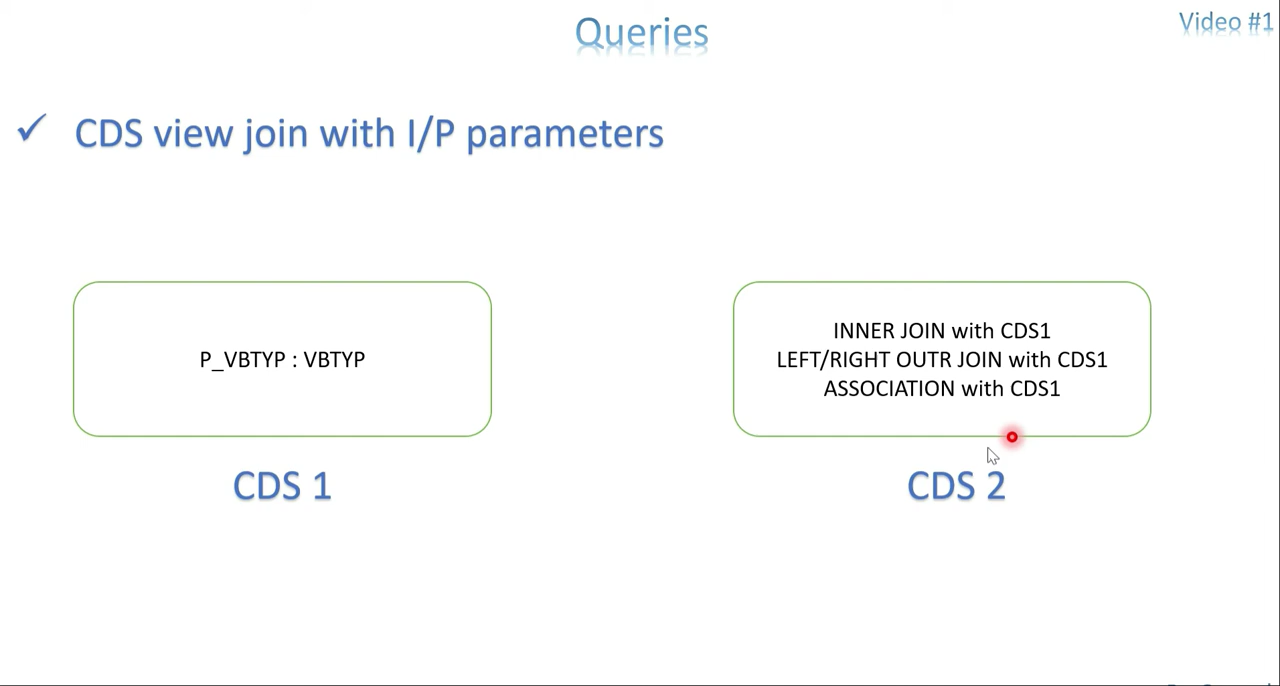 Queries
Video #1
✓ CDS view join with I/P parameters
P_VBTYP : VBTYP
INNER JOIN with CDS1
LEFT/RIGHT OUTR JOIN with CDS1
ASSOCIATION with CDS1
CDS 1
CDS 2